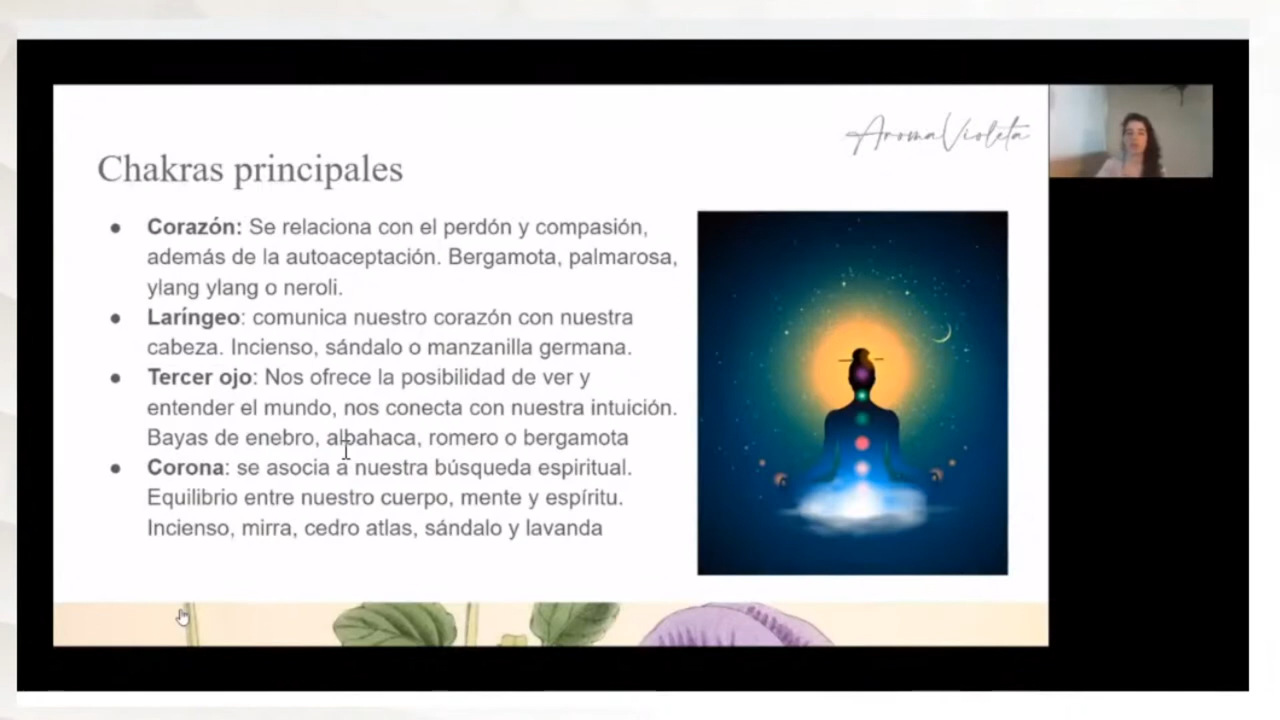 AromaVioleta
Chakras principales
● Corazón: Se relaciona con el perdón y compasión,
además de la autoaceptación. Bergamota, palmarosa,
ylang ylang o neroli.
● Laríngeo: comunica nuestro corazón con nuestra
cabeza. Incienso, sándalo o manzanilla germana.
● Tercer ojo: Nos ofrece la posibilidad de ver y
entender el mundo, nos conecta con nuestra intuición.
Bayas de enebro, albahaca, romero o bergamota
● Corona: se asocia a nuestra búsqueda espiritual.
Equilibrio entre nuestro cuerpo, mente y espíritu.
Incienso, mirra, cedro atlas, sándalo y lavanda